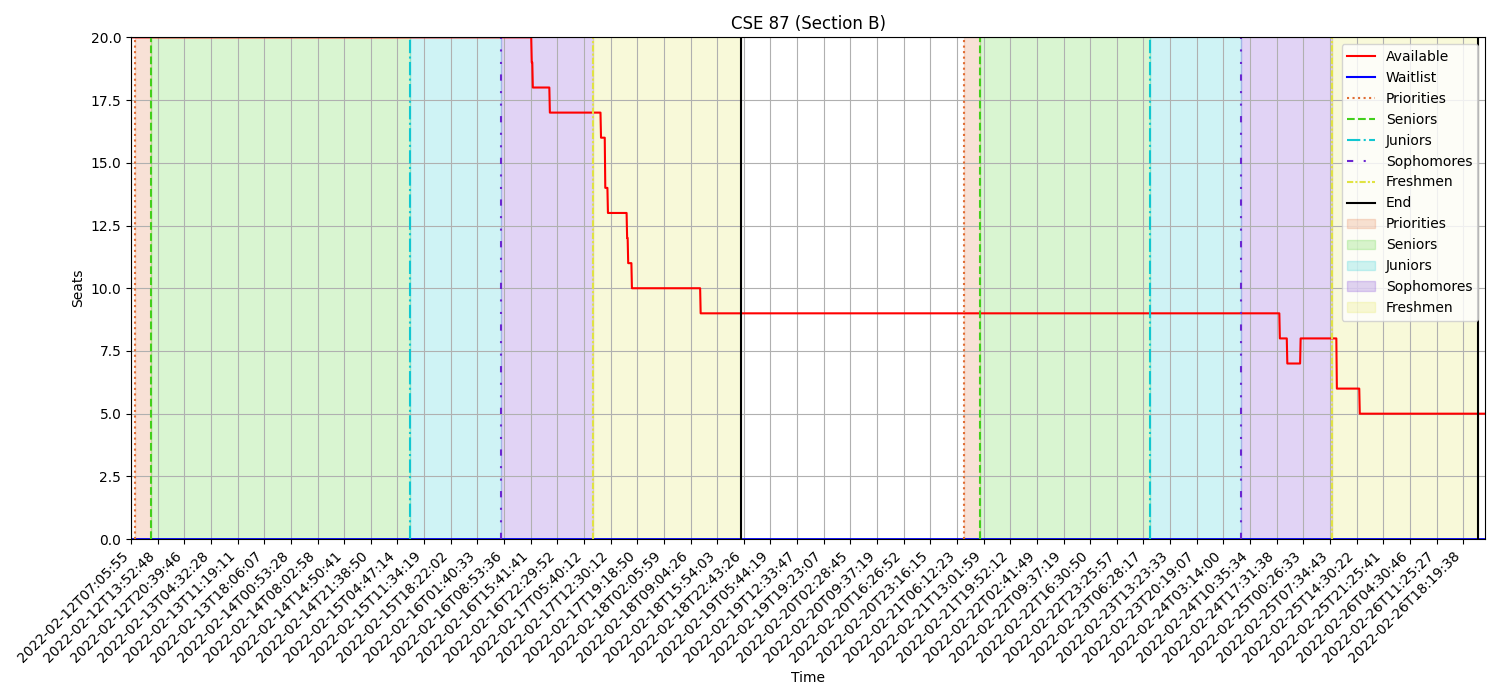 CSE 87 (Section B)
Seats
20.0
17.5
15.0
12.5
10.0
7.5
5.0
2.5
0.0
Available
Waitlist
Priorities
Seniors
Juniors
Sophomores
Freshmen
End
Priorities
Seniors
Juniors
Sophomores
Freshmen
2022-02-12T07:05:55
2022-02-12T13:52:48
2022-02-12T20:39:46
2022-02-13T04:32:28
2022-02-13T11:19:11
2022-02-13T18:06:07
2022-02-14T00:53:28
2022-02-14T08:02:58
2022-02-14T14:50:41
2022-02-14T21:38:50
2022-02-15T04:47:14
2022-02-15T11:34:19
2022-02-15T18:22:02
2022-02-16T01:40:33
2022-02-16T08:53:36
2022-02-16T15:41:41
2022-02-16T22:29:52
2022-02-17T05:40:12
2022-02-17T12:30:12
2022-02-17T19:18:50
2022-02-18T02:05:59
2022-02-18T09:04:26
2022-02-18T15:54:03
2022-02-18T22:43:26
2022-02-19T05:44:19
2022-02-19T12:33:47
2022-02-19T19:23:07
2022-02-20T02:28:45
2022-02-20T09:37:19
2022-02-20T16:26:52
2022-02-20T23:16:15
2022-02-21T06:12:23
2022-02-21T13:01:59
2022-02-21T19:52:12
2022-02-22T02:41:49
2022-02-22T09:37:19
2022-02-22T16:30:50
2022-02-22T23:25:57
2022-02-23T06:28:17
2022-02-23T13:23:33
2022-02-23T20:19:07
2022-02-24T03:14:00
2022-02-24T10:35:34
2022-02-24T17:31:38
2022-02-25T00:26:33
2022-02-25T07:34:43
2022-02-25T14:30:22
2022-02-25T21:25:41
2022-02-26T04:30:46
2022-02-26T11:25:27
2022-02-26T18:19:38
Time